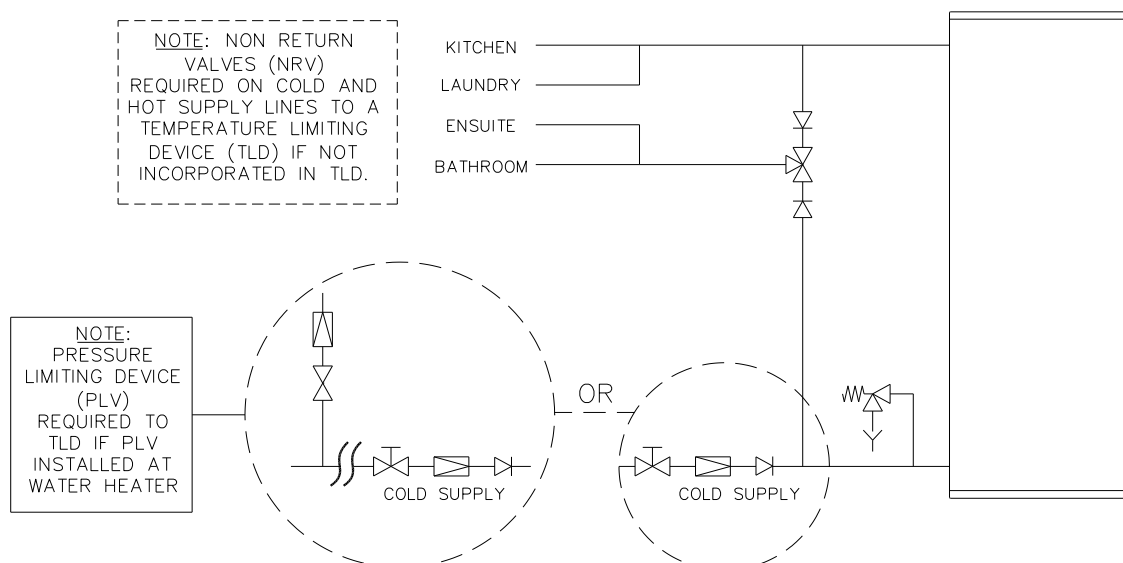 NOTE: NON RETURN
VALVES (NRV)
REQUIRED ON COLD AND
HOT SUPPLY LINES TO A
TEMPERATURE LIMITING
DEVICE (TLD) IF NOT
INCORPORATED IN TLD.
KITCHEN
LAUNDRY
ENSUITE
BATHROOM
NOTE:
PRESSURE
LIMITING DEVICE
(PLV)
REQUIRED TO
TLD IF PLV
INSTALLED AT
WATER HEATER
COLD SUPPLY
OR
COLD SUPPLY